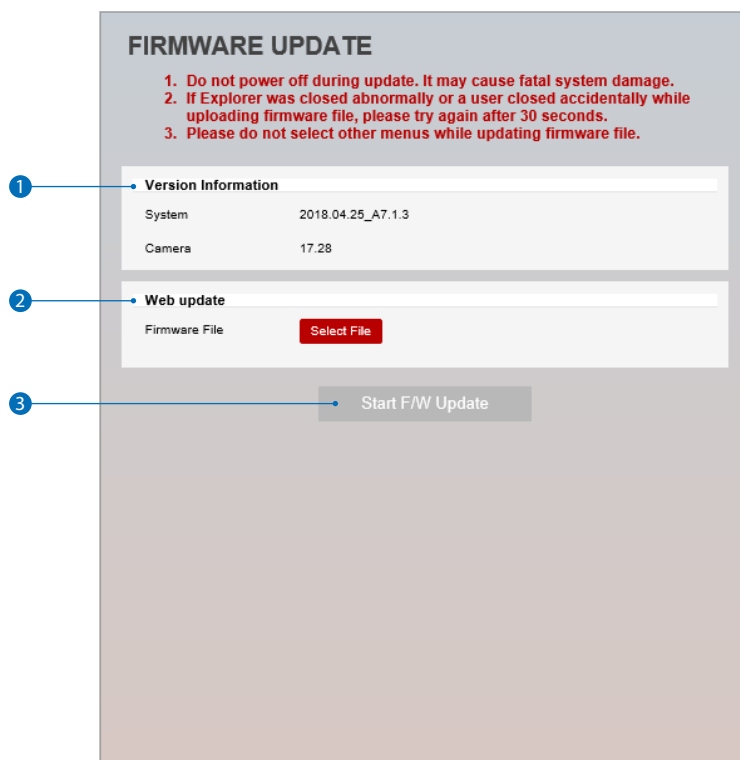 FIRMWARE UPDATE
1. Do not power off during update. It may cause fatal system damage.
2. If Explorer was closed abnormally or a user closed accidentally while
uploading firmware file, please try again after 30 seconds.
3. Please do not select other menus while updating firmware file.
1
Version Information
System 2018.04.25_A7.1.3
Camera 17.28
2
Web update
Firmware File Select File
3
Start F/W Update